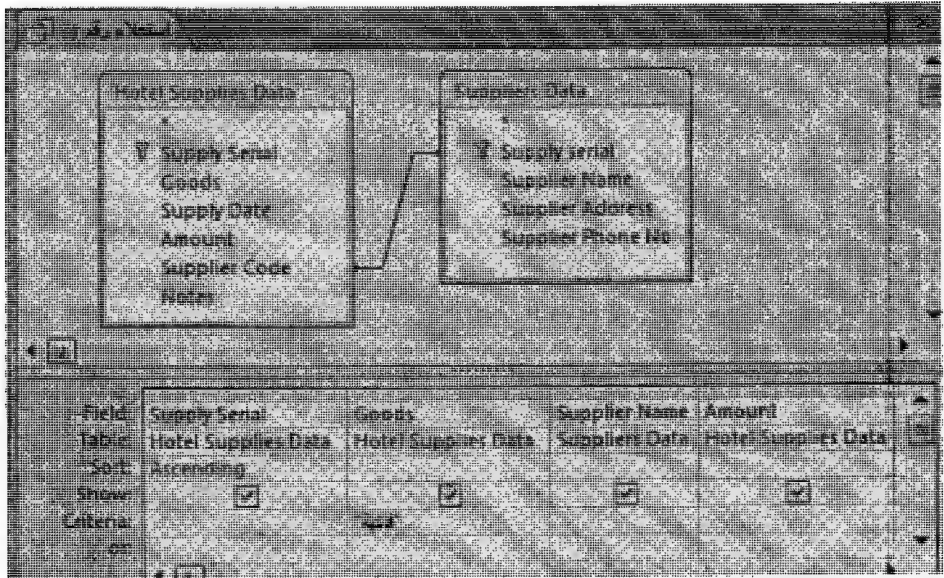 Hotel Supplies Data
*
Supply Serial
Goods
Supply Date
Amount
Supplier Code
Notes
Suppliers Data
*
Supply serial
Supplier Name
Supplier Address
Supplier Phone No
Field: Supply Serial Goods Supplier Name Amount
Table: Hotel Supplies Data Hotel Supplies Data Suppliers Data Hotel Supplies Data
Sort: Ascending
Show:
Criteria:
or: